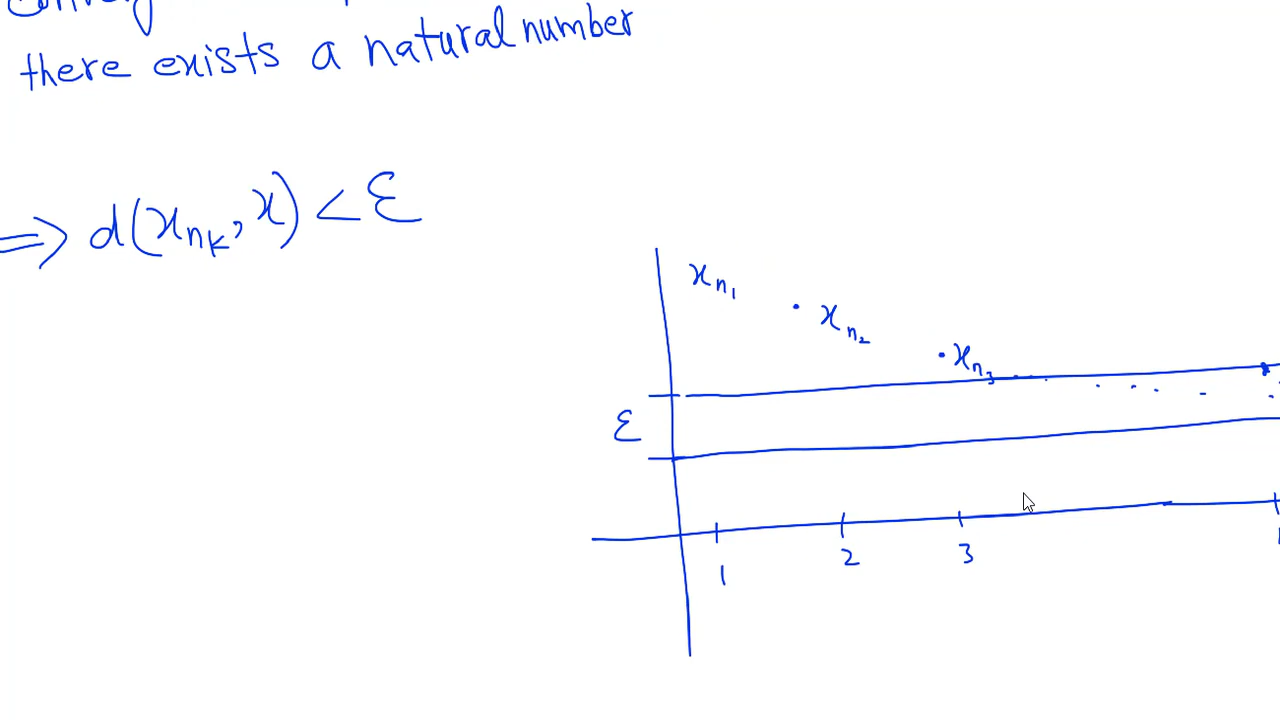 there exists a natural number
⇒ d(x_{n_k}, x) < ε
x_{n_1}
x_{n_2}
x_{n_3}
ε
1 2 3